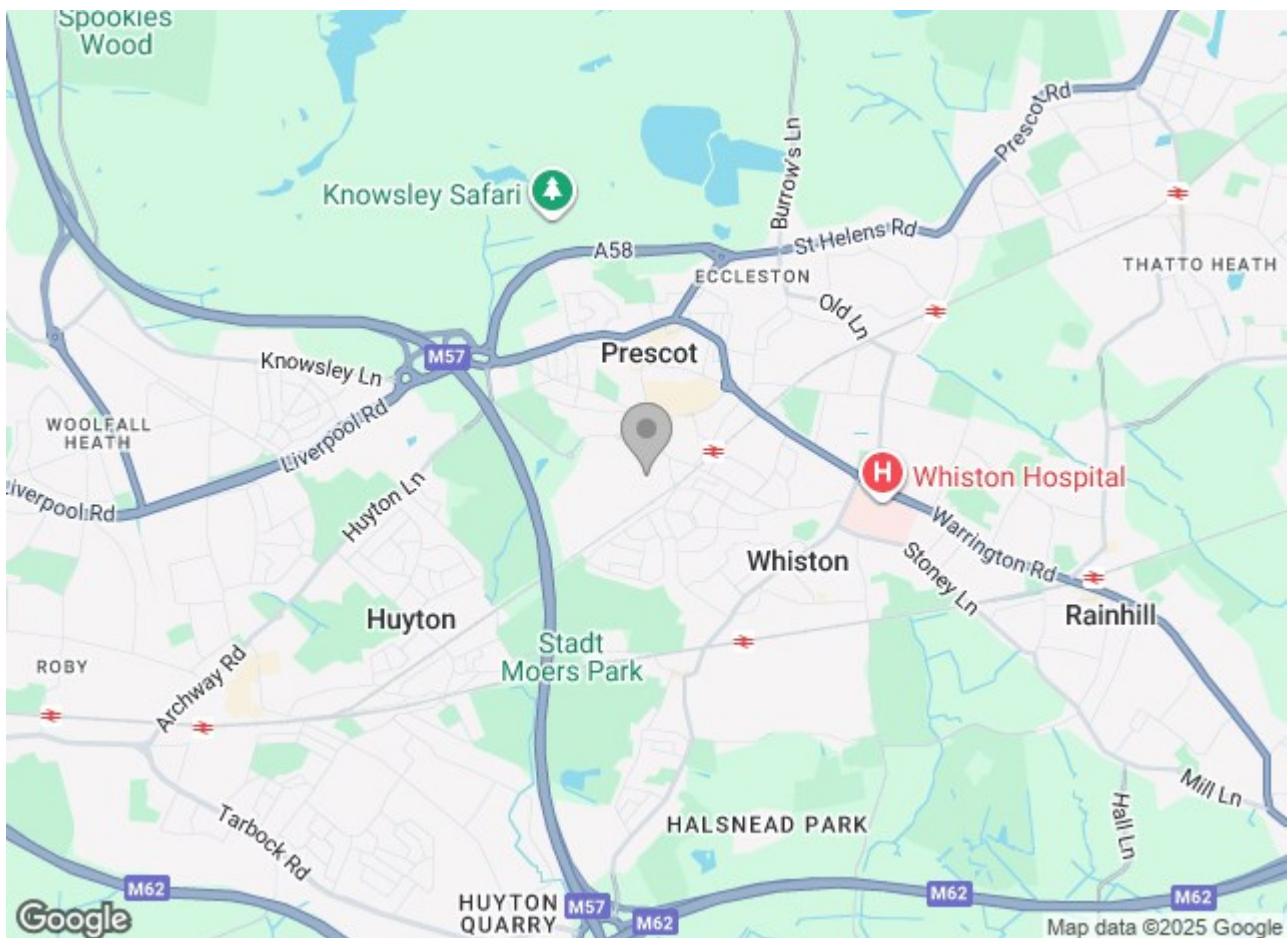 Spookies
Wood
Knowsley Safari
Burrow's Ln
Prescot Rd
St Helens Rd
A58
ECCLESTON
THATTO HEATH
Old Ln
Prescot
M57
Knowsley Ln
WOOLFALL
HEATH
Liverpool Rd
Liverpool Rd
Huyton Ln
H
Whiston Hospital
Warrington Rd
Whiston
Stoney Ln
Huyton
Rainhill
Stadt
Moers Park
ROBY
Archway Rd
Mill Ln
Hall Ln
Tarbock Rd
HALSNEAD PARK
M62
HUYTON
QUARRY
M57
M62
M62
M62
Google
Map data ©2025 Google